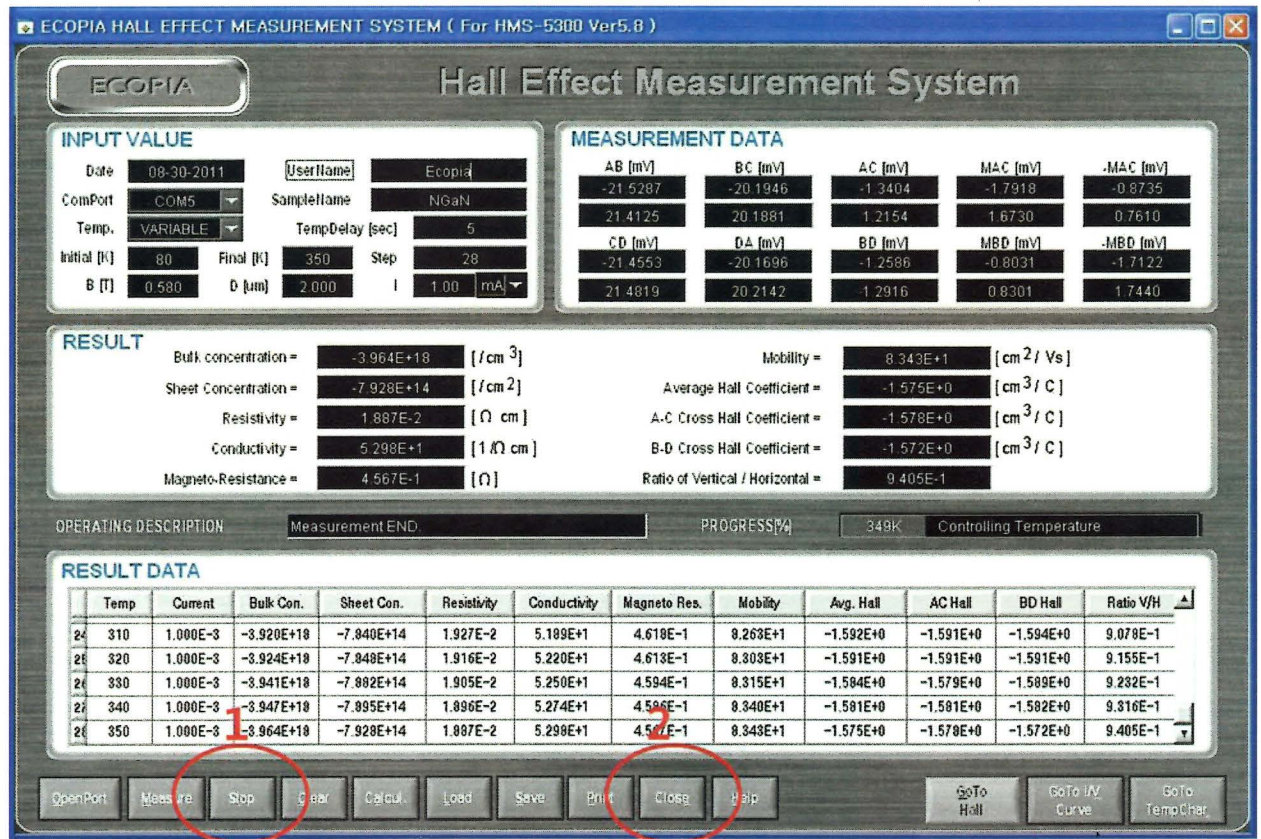 ECOPIA HALL EFFECT MEASUREMENT SYSTEM ( For HMS-5300 Ver5.8 )
ECOPIA
Hall Effect Measurement System
INPUT VALUE
Date 08-30-2011 UserName Ecopia
ComPort COM5 SampleName NGaN
Temp. VARIABLE TempDelay [sec] 5
Initial [K] 80 Final [K] 350 Step 28
B [T] 0.580 D [um] 2.000 I 1.00 mA
MEASUREMENT DATA
AB [mV] BC [mV] AC [mV] MAC [mV] -MAC [mV]
-21.5287 -20.1946 -1.3404 -1.7918 -0.8735
21.4125 20.1881 1.2154 1.6730 0.7610
CD [mV] DA [mV] BD [mV] MBD [mV] -MBD [mV]
-21.4553 -20.1696 -1.2586 -0.8031 -1.7122
21.4819 20.2142 -1.2916 0.8301 1.7440
RESULT
Bulk concentration = -3.964E+18 [/cm 3]
Sheet Concentration = -7.928E+14 [/cm 2]
Resistivity = 1.887E-2 [Ω cm]
Conductivity = 5.298E+1 [1/Ω cm]
Magneto-Resistance = 4.567E-1 [Ω]
Mobility = 8.343E+1 [cm 2/ Vs]
Average Hall Coefficient = -1.575E+0 [cm 3/ C]
A-C Cross Hall Coefficient = -1.578E+0 [cm 3/ C]
B-D Cross Hall Coefficient = -1.572E+0 [cm 3/ C]
Ratio of Vertical / Horizontal = 9.405E-1
OPERATING DESCRIPTION Measurement END. PROGRESS[%] 349K Controlling Temperature
RESULT DATA
Temp Current Bulk Con. Sheet Con. Resistivity Conductivity Magneto Res. Mobility Avg. Hall AC Hall BD Hall Ratio V/H
24 310 1.000E-3 -3.920E+18 -7.840E+14 1.927E-2 5.189E+1 4.618E-1 8.263E+1 -1.592E+0 -1.591E+0 -1.594E+0 9.078E-1
320 1.000E-3 -3.924E+18 -7.848E+14 1.916E-2 5.220E+1 4.613E-1 8.303E+1 -1.591E+0 -1.591E+0 -1.591E+0 9.155E-1
330 1.000E-3 -3.941E+18 -7.882E+14 1.905E-2 5.250E+1 4.594E-1 8.315E+1 -1.584E+0 -1.579E+0 -1.589E+0 9.232E-1
340 1.000E-3 -3.947E+18 -7.895E+14 1.896E-2 5.274E+1 8.340E+1 -1.581E+0 -1.581E+0 -1.582E+0 9.316E-1
350 1.000E-3 -3.964E+18 -7.928E+14 1.887E-2 5.298E+1 8.343E+1 -1.575E+0 -1.578E+0 -1.572E+0 9.405E-1
1 2
OpenPort Measure Stop Clear Calcul. Load Save Print Close Help GoTo Hall GoTo I/V Curve GoTo TempChar.